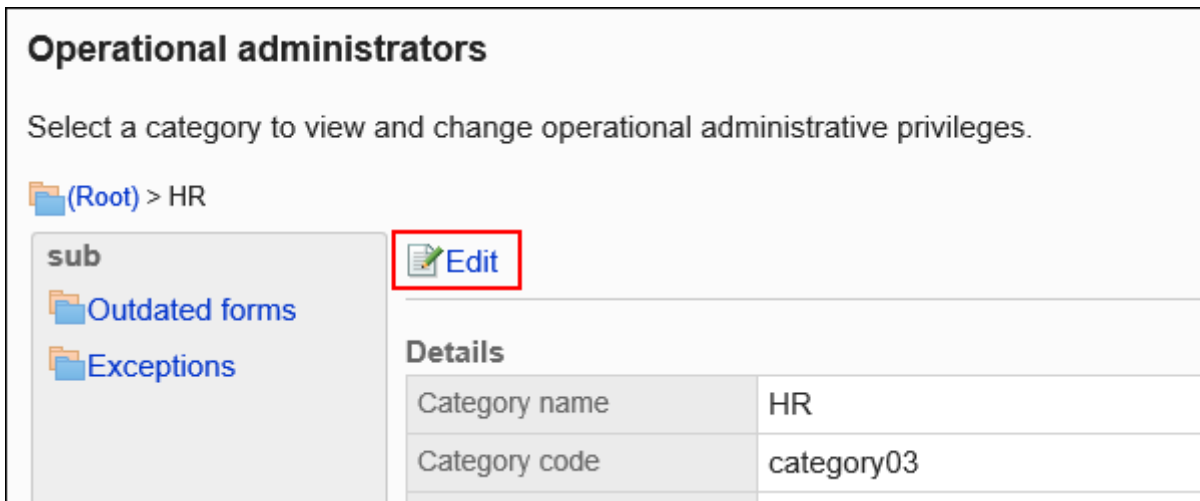 Operational administrators
Select a category to view and change operational administrative privileges.
(Root) > HR
sub
Outdated forms
Exceptions
Edit
Details
Category name HR
Category code category03